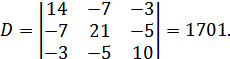 D = |14 −7 −3|
|−7 21 −5| = 1701.
|−3 −5 10|